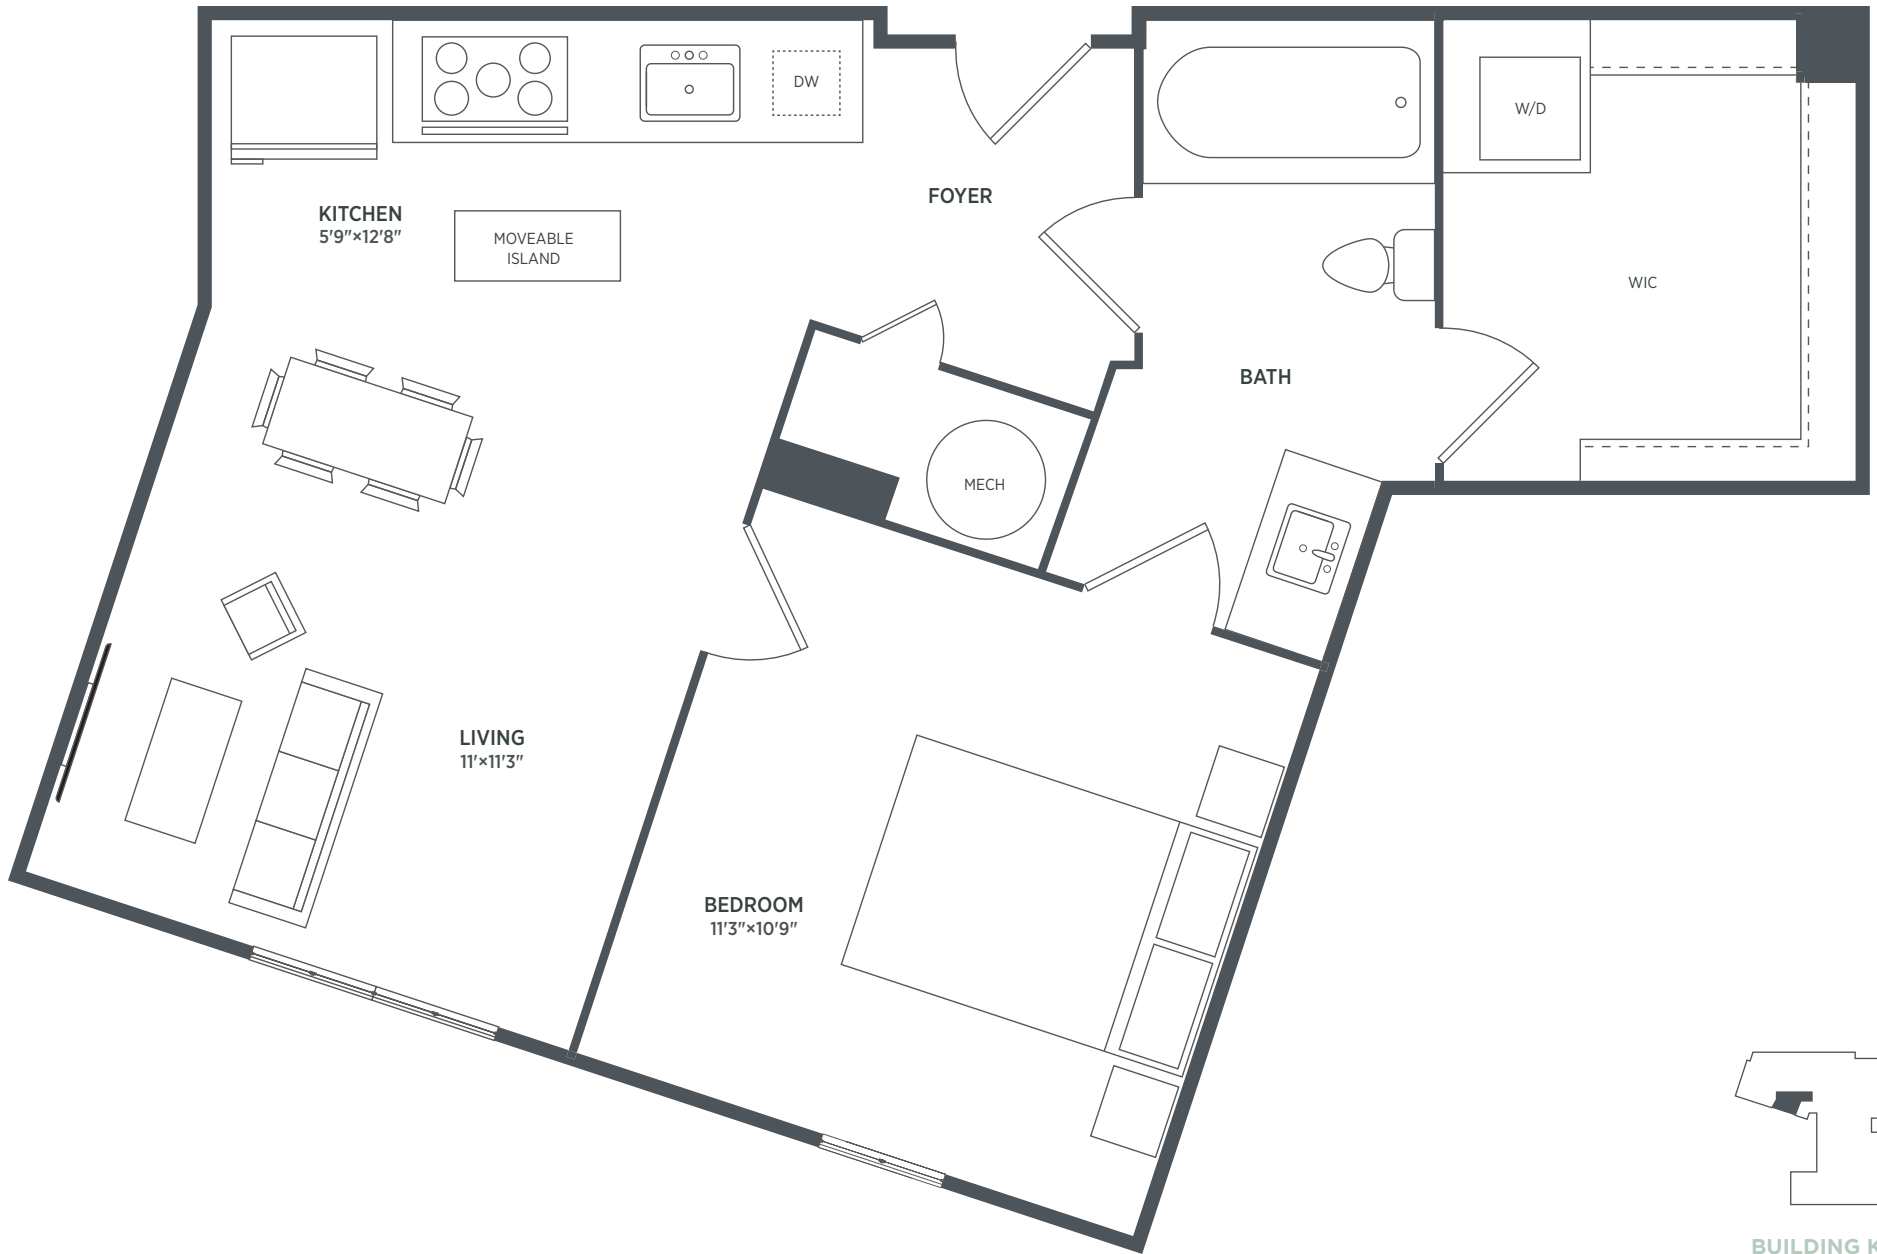 DW
W/D
FOYER
KITCHEN
5'9"×12'8"
MOVEABLE
ISLAND
WIC
BATH
MECH
LIVING
11'×11'3"
BEDROOM
11'3"×10'9"
BUILDING K